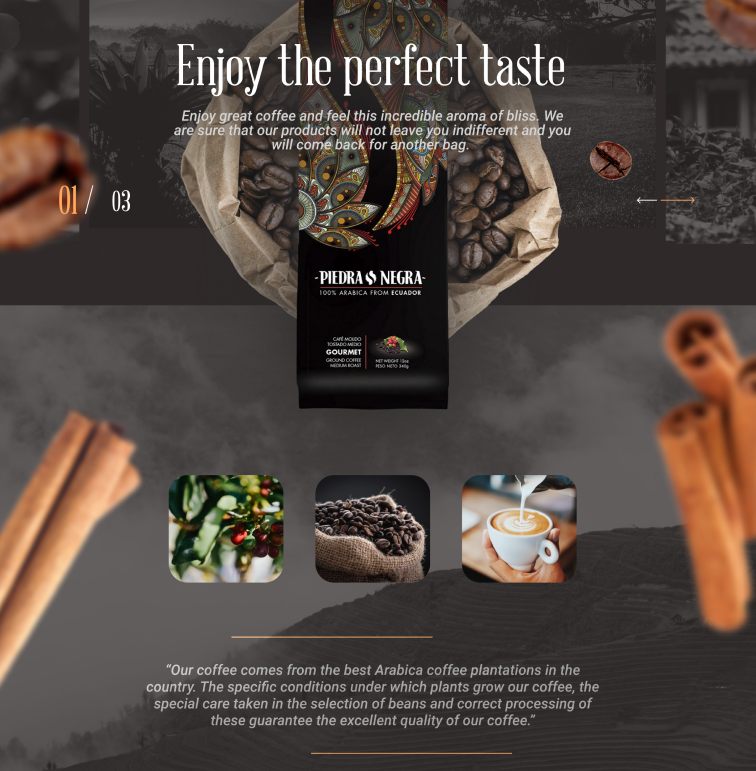 Enjoy the perfect taste
Enjoy great coffee and feel this incredible aroma of bliss. We
are sure that our products will not leave you indifferent and you
will come back for another bag.
01 / 03
-PIEDRA NEGRA-
100% ARABICA FROM ECUADOR
CAFÉ MOLIDO
TOSTADO MEDIO
GOURMET
GROUND COFFEE
MEDIUM ROAST
NET WEIGHT 12oz
PESO NETO 340g
“Our coffee comes from the best Arabica coffee plantations in the
country. The specific conditions under which plants grow our coffee, the
special care taken in the selection of beans and correct processing of
these guarantee the excellent quality of our coffee.”